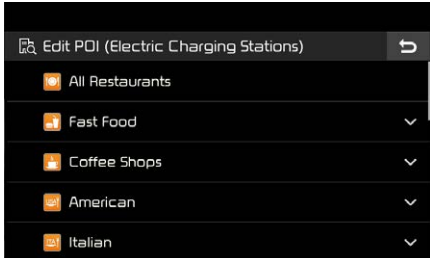 Edit POI (Electric Charging Stations)
All Restaurants
Fast Food
Coffee Shops
American
Italian